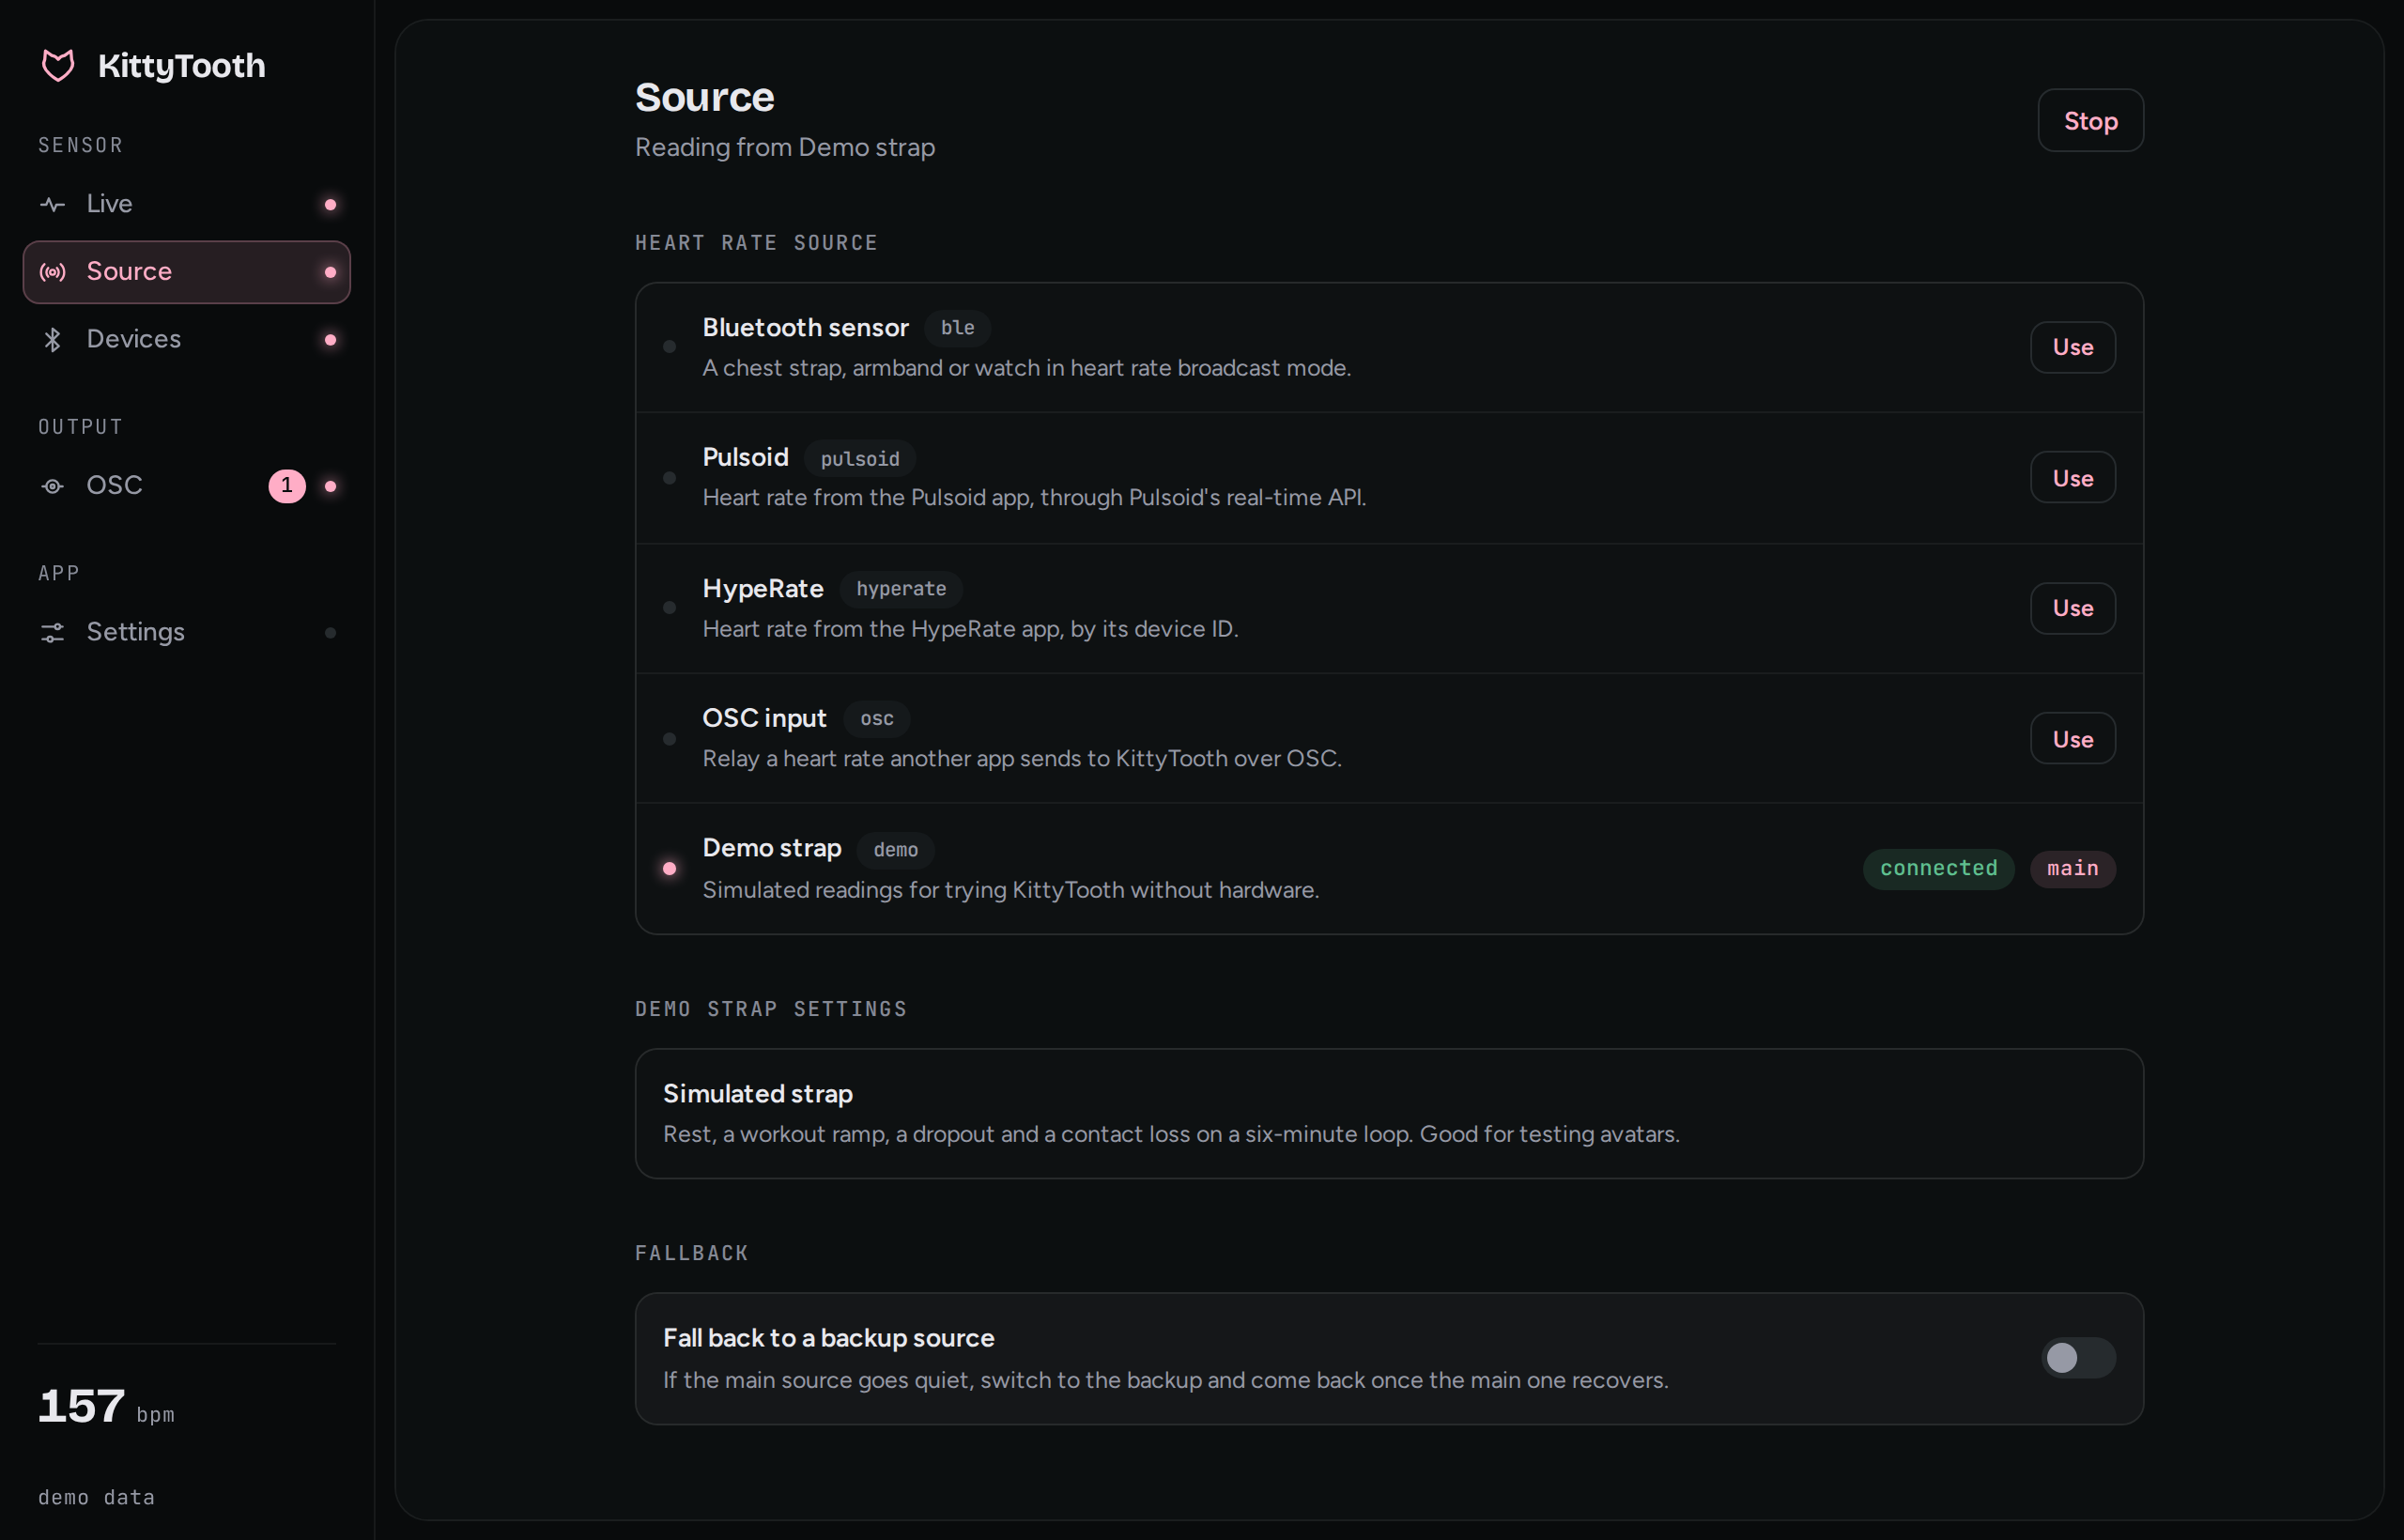 KittyTooth
SENSOR
Live
Source
Devices
OUTPUT
OSC 1
APP
Settings
157 bpm
demo data
Source
Reading from Demo strap
Stop
HEART RATE SOURCE
Bluetooth sensor ble
A chest strap, armband or watch in heart rate broadcast mode.
Use
Pulsoid pulsoid
Heart rate from the Pulsoid app, through Pulsoid's real-time API.
Use
HypeRate hyperate
Heart rate from the HypeRate app, by its device ID.
Use
OSC input osc
Relay a heart rate another app sends to KittyTooth over OSC.
Use
Demo strap demo
Simulated readings for trying KittyTooth without hardware.
connected main
DEMO STRAP SETTINGS
Simulated strap
Rest, a workout ramp, a dropout and a contact loss on a six-minute loop. Good for testing avatars.
FALLBACK
Fall back to a backup source
If the main source goes quiet, switch to the backup and come back once the main one recovers.